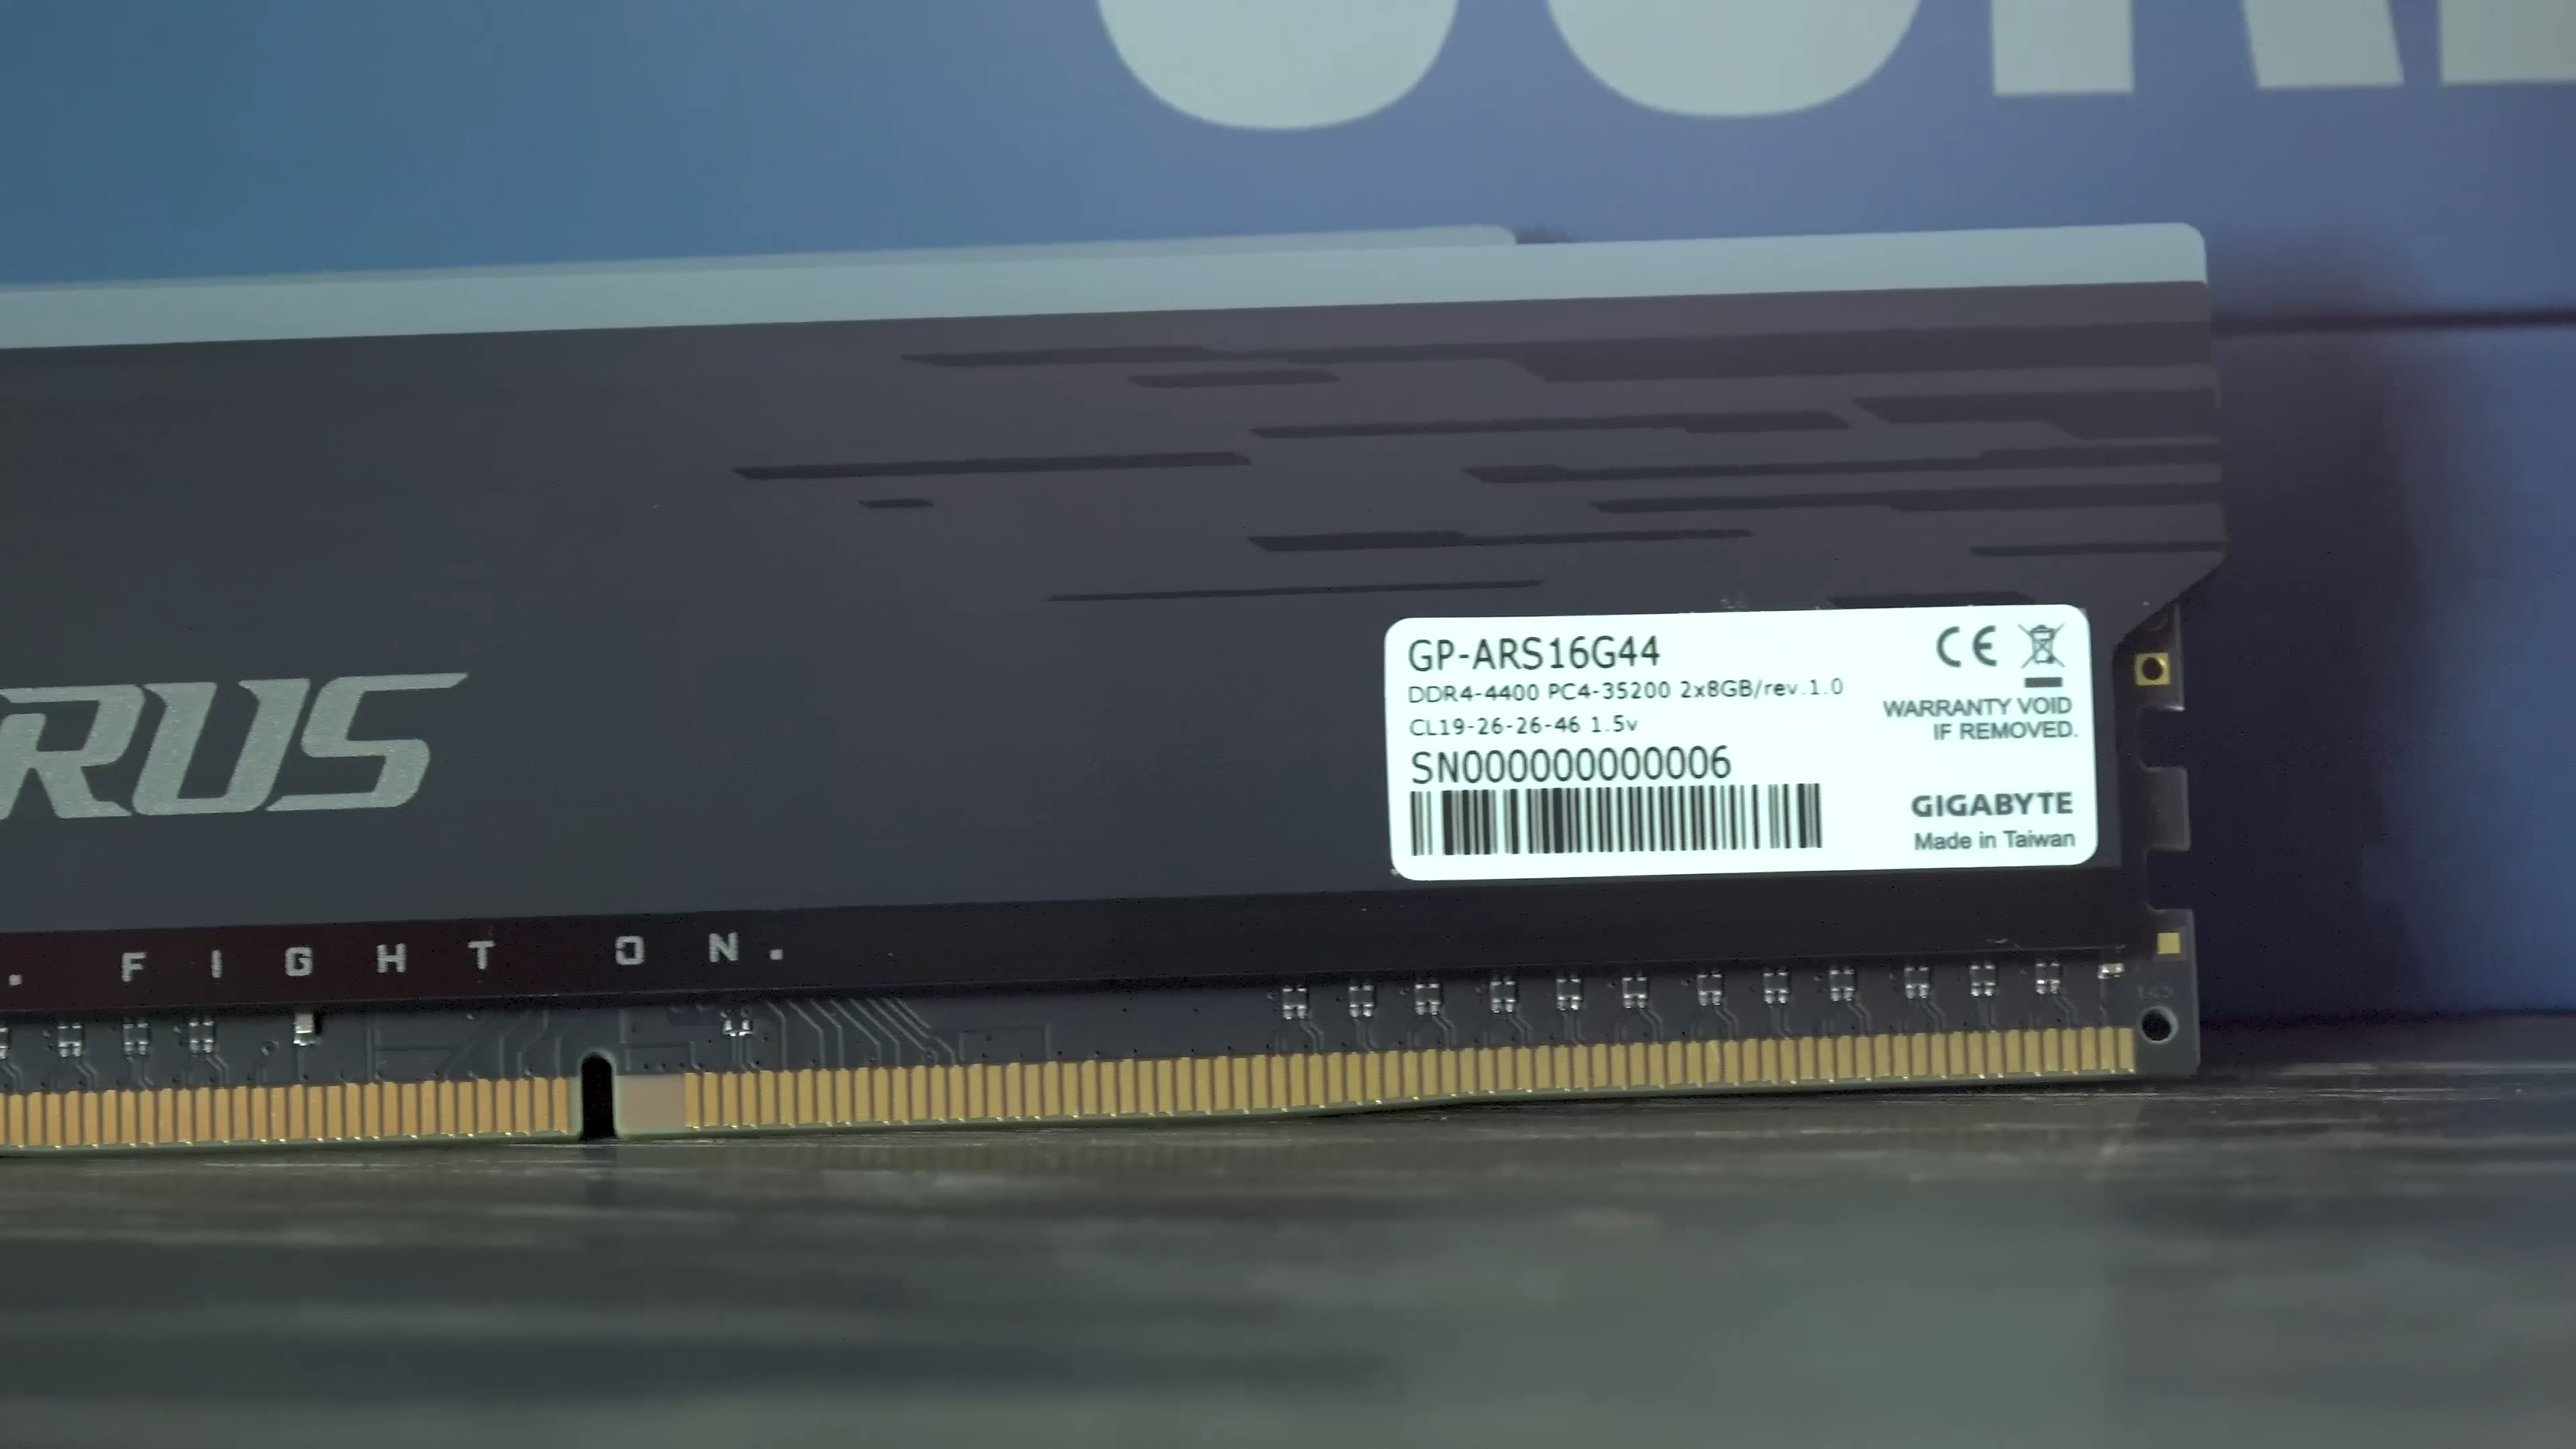 RUS
. FIGHT ON.
GP-ARS16G44
DDR4-4400 PC4-35200 2x8GB/rev.1.0
CL19-26-26-46 1.5v
SN000000000006
CE
WARRANTY VOID
IF REMOVED.
GIGABYTE
Made in Taiwan